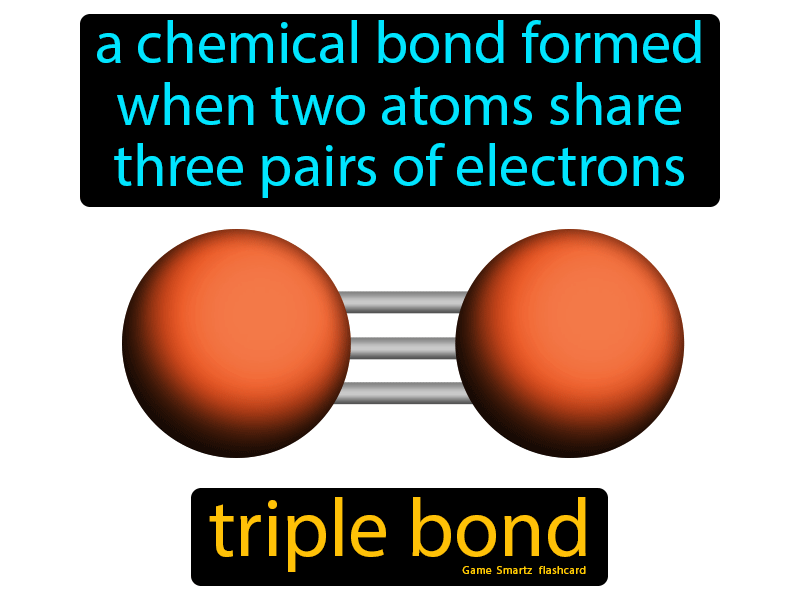 a chemical bond formed
when two atoms share
three pairs of electrons
triple bond
Game Smartz flashcard